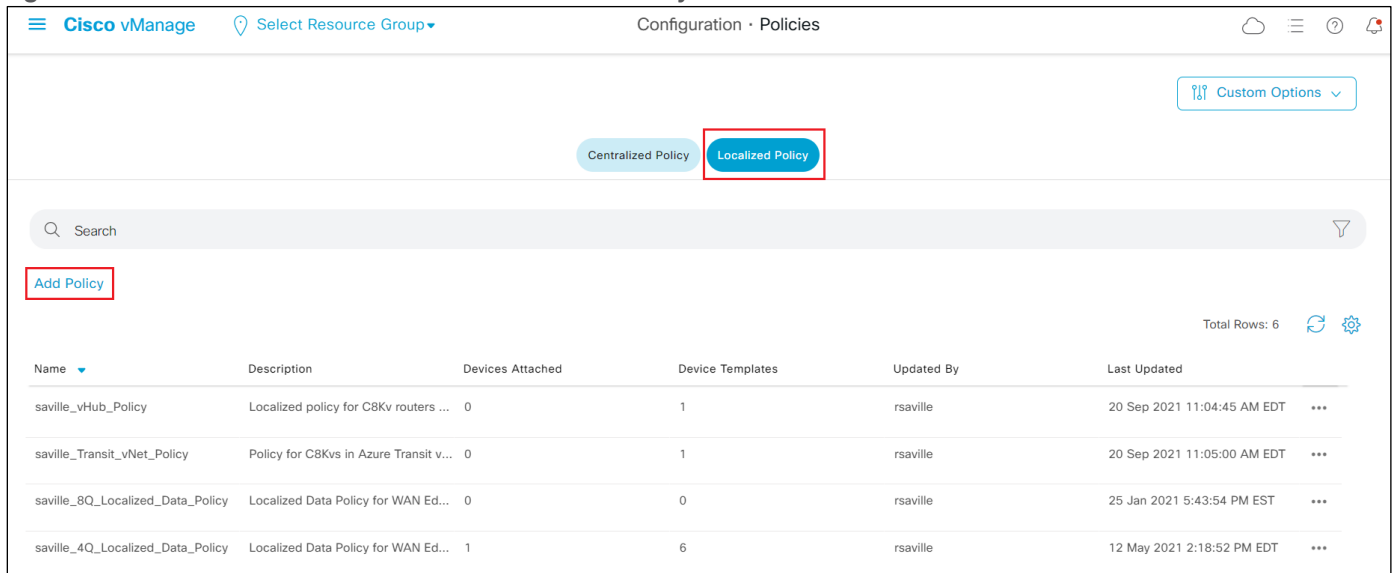 Cisco vManage Select Resource Group Configuration · Policies
Custom Options
Centralized Policy Localized Policy
Search
Add Policy
Total Rows: 6
Name Description Devices Attached Device Templates Updated By Last Updated
saville_vHub_Policy Localized policy for C8Kv routers ... 0 1 rsaville 20 Sep 2021 11:04:45 AM EDT
saville_Transit_vNet_Policy Policy for C8Kvs in Azure Transit v... 0 1 rsaville 20 Sep 2021 11:05:00 AM EDT
saville_8Q_Localized_Data_Policy Localized Data Policy for WAN Ed... 0 0 rsaville 25 Jan 2021 5:43:54 PM EST
saville_4Q_Localized_Data_Policy Localized Data Policy for WAN Ed... 1 6 rsaville 12 May 2021 2:18:52 PM EDT